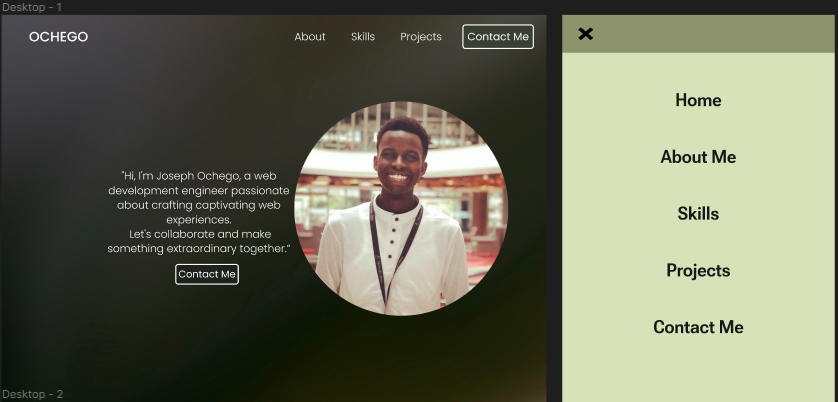 Desktop - 1
OCHEGO
About
Skills
Projects
Contact Me
"Hi, I'm Joseph Ochego, a web
development engineer passionate
about crafting captivating web
experiences.
Let's collaborate and make
something extraordinary together."
Contact Me
Desktop - 2
Home
About Me
Skills
Projects
Contact Me